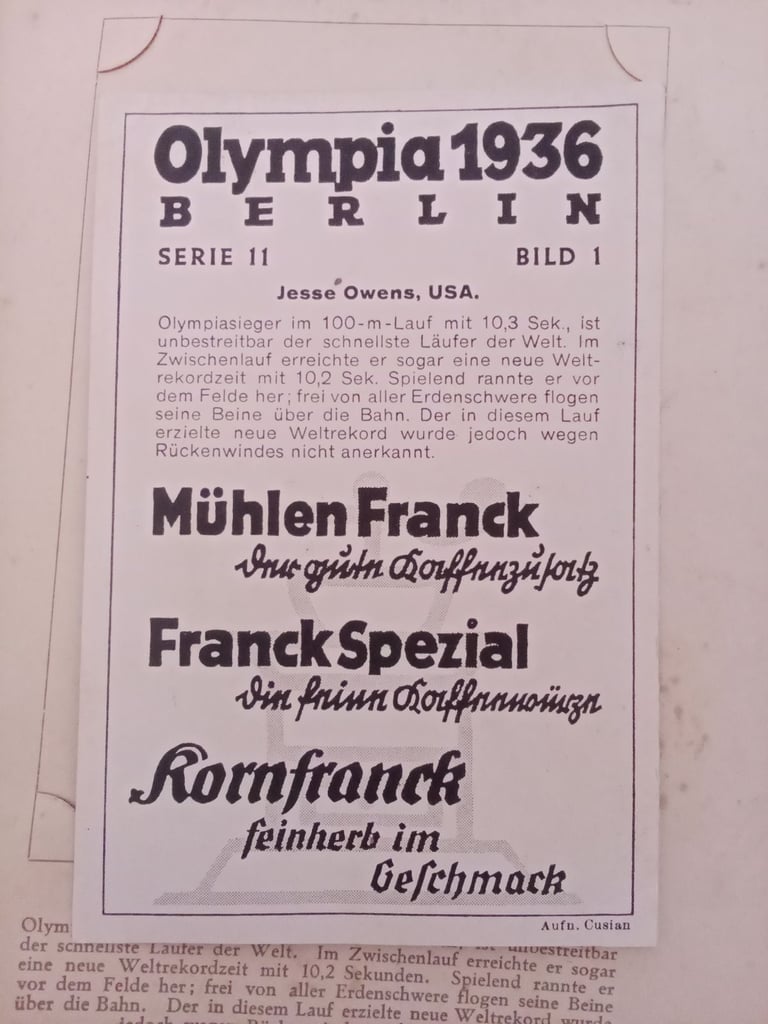 Olympia 1936
BERLIN
SERIE 11 BILD 1
Jesse Owens, USA.
Olympiasieger im 100-m-Lauf mit 10,3 Sek., ist
unbestreitbar der schnellste Läufer der Welt. Im
Zwischenlauf erreichte er sogar eine neue Welt-
rekordzeit mit 10,2 Sek. Spielend rannte er vor
dem Felde her; frei von aller Erdenschwere flogen
seine Beine über die Bahn. Der in diesem Lauf
erzielte neue Weltrekord wurde jedoch wegen
Rückenwindes nicht anerkannt.
Mühlen Franck
der gute Kaffeezusatz
Franck Spezial
die feine Kaffeewürze
Kornfranck
feinherb im
Geschmack
Aufn. Cusian
Olym
unbestreitbar
der schnellste Läufer der Welt. Im Zwischenlauf erreichte er sogar
eine neue Weltrekordzeit mit 10,2 Sekunden. Spielend rannte er
vor dem Felde her; frei von aller Erdenschwere flogen seine Beine
über die Bahn. Der in diesem Lauf erzielte neue Weltrekord wurde